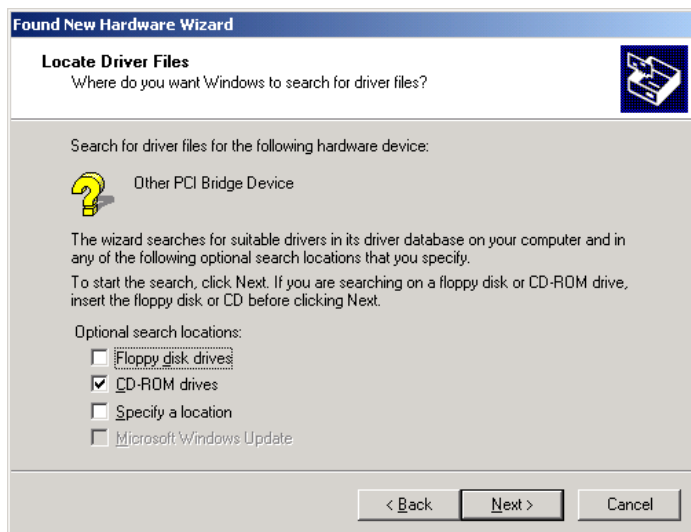 Found New Hardware Wizard
Locate Driver Files
Where do you want Windows to search for driver files?
Search for driver files for the following hardware device:
Other PCI Bridge Device
The wizard searches for suitable drivers in its driver database on your computer and in
any of the following optional search locations that you specify.
To start the search, click Next. If you are searching on a floppy disk or CD-ROM drive,
insert the floppy disk or CD before clicking Next.
Optional search locations:
Floppy disk drives
CD-ROM drives
Specify a location
Microsoft Windows Update
< Back Next > Cancel